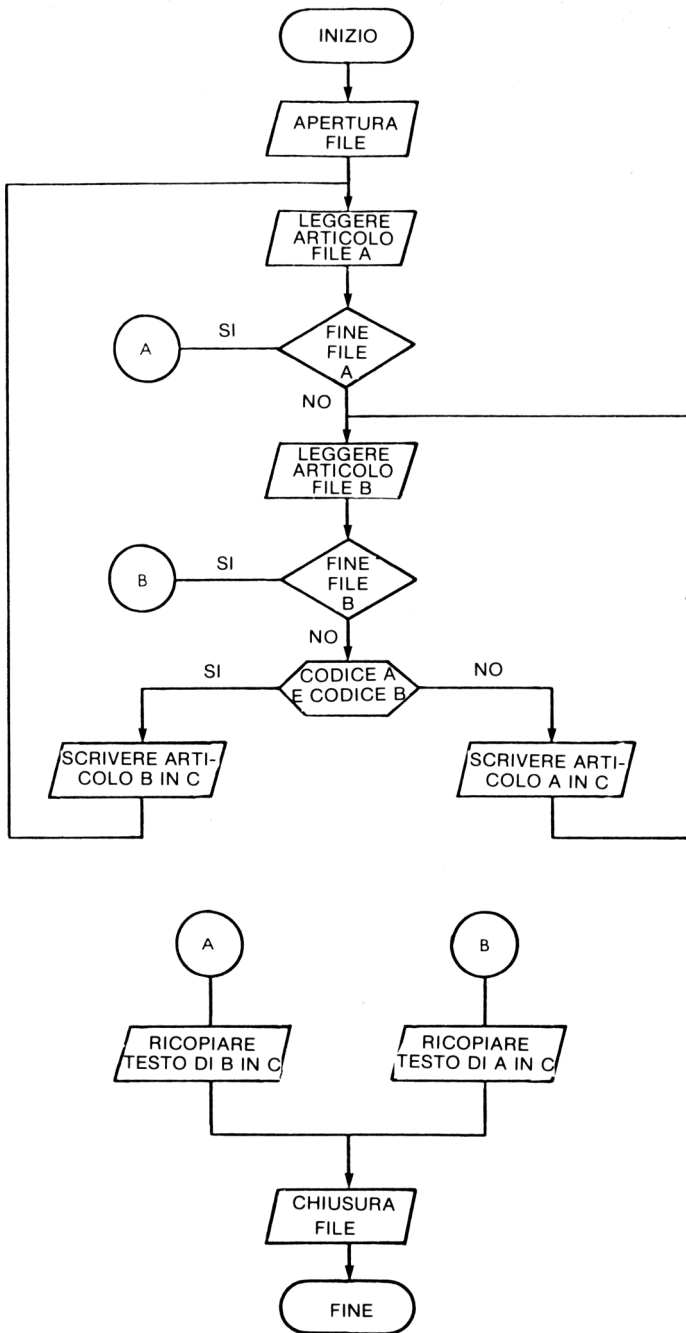 INIZIO
APERTURA
FILE
LEGGERE
ARTICOLO
FILE A
SI
A
FINE
FILE
A
NO
LEGGERE
ARTICOLO
FILE B
SI
B
FINE
FILE
B
NO
SI
CODICE A
E CODICE B
NO
SCRIVERE ARTI-
COLO B IN C
SCRIVERE ARTI-
COLO A IN C
A
B
RICOPIARE
TESTO DI B IN C
RICOPIARE
TESTO DI A IN C
CHIUSURA
FILE
FINE